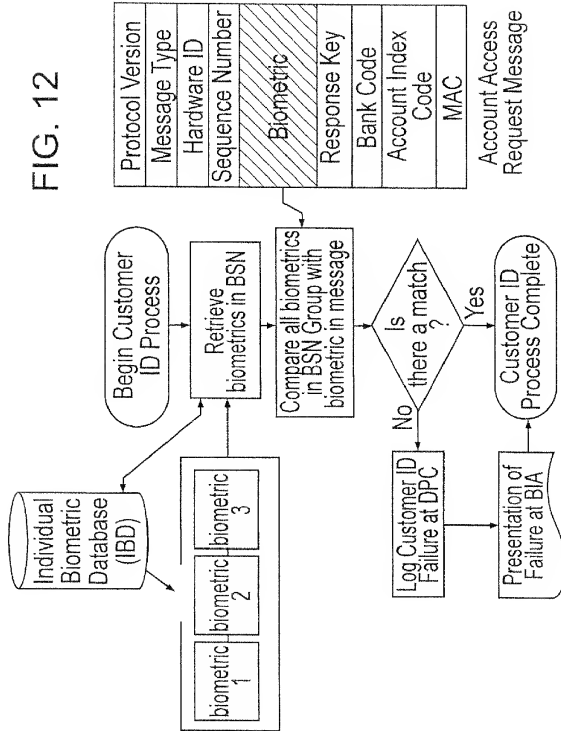 FIG. 12
Begin Customer
ID Process
Individual
Biometric
Database
(IBD)
Retrieve
biometrics in BSN
biometric
1
biometric
2
biometric
3
Compare all biometrics
in BSN Group with
biometric in message
Is
there a match
?
No
Yes
Log Customer ID
Failure at DPC
Presentation of
Failure at BIA
Customer ID
Process Complete
Protocol Version
Message Type
Hardware ID
Sequence Number
Biometric
Response Key
Bank Code
Account Index
Code
MAC
Account Access
Request Message